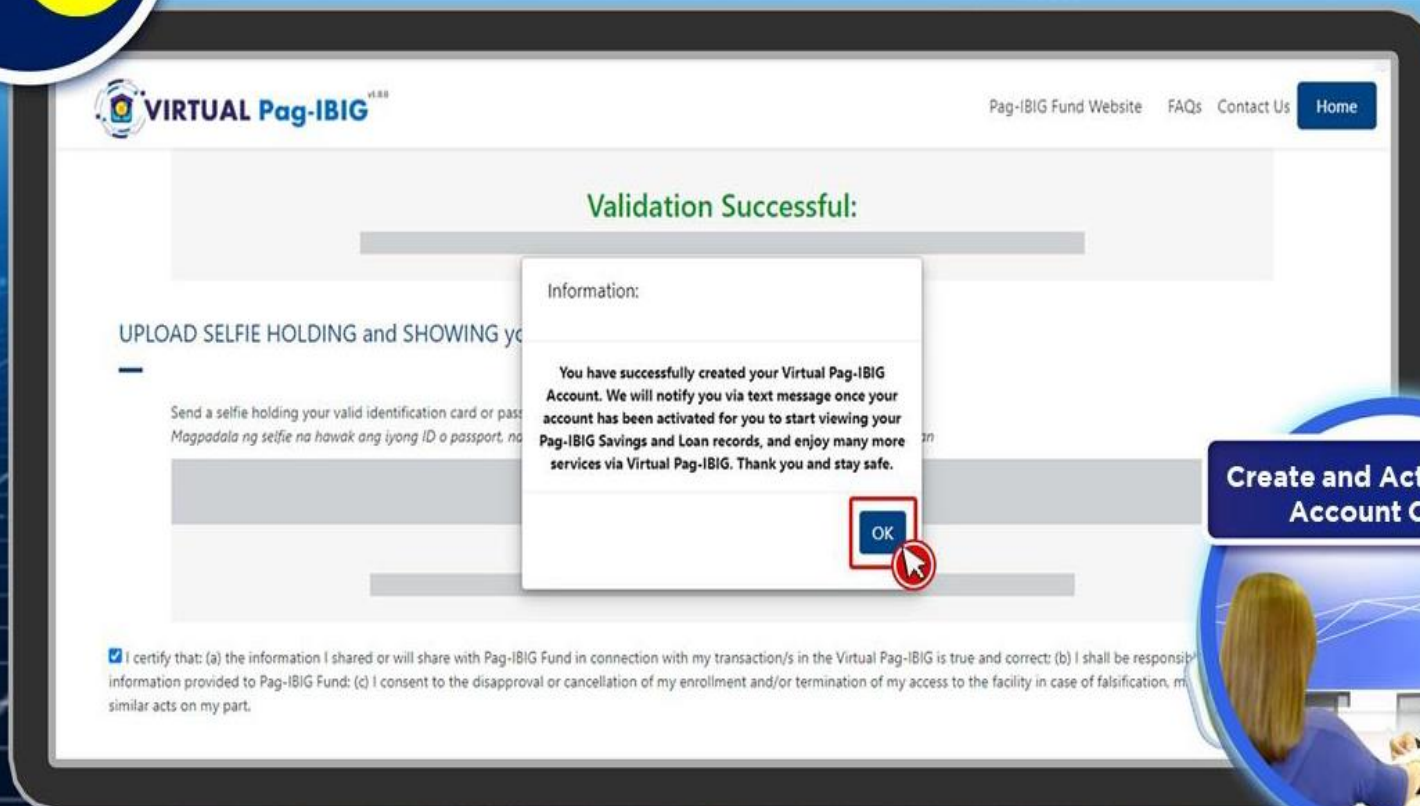 VIRTUAL Pag-IBIG
Pag-IBIG Fund Website FAQs Contact Us Home
Validation Successful:
Information:
UPLOAD SELFIE HOLDING and SHOWING
You have successfully created your Virtual Pag-IBIG
Account. We will notify you via text message once your
account has been activated for you to start viewing your
Pag-IBIG Savings and Loan records, and enjoy many more
services via Virtual Pag-IBIG. Thank you and stay safe.
Send a selfie holding your valid identification card or
Magpadala ng selfie na hawak ang iyong ID o passport,
OK
Create and
Account
I certify that: (a) the information I shared or will share with Pag-IBIG Fund in connection with my transaction/s in the Virtual Pag-IBIG is true and correct: (b) I shall be
information provided to Pag-IBIG Fund: (c) I consent to the disapproval or cancellation of my enrollment and/or termination of my access to the facility in case of falsification,
similar acts on my part.